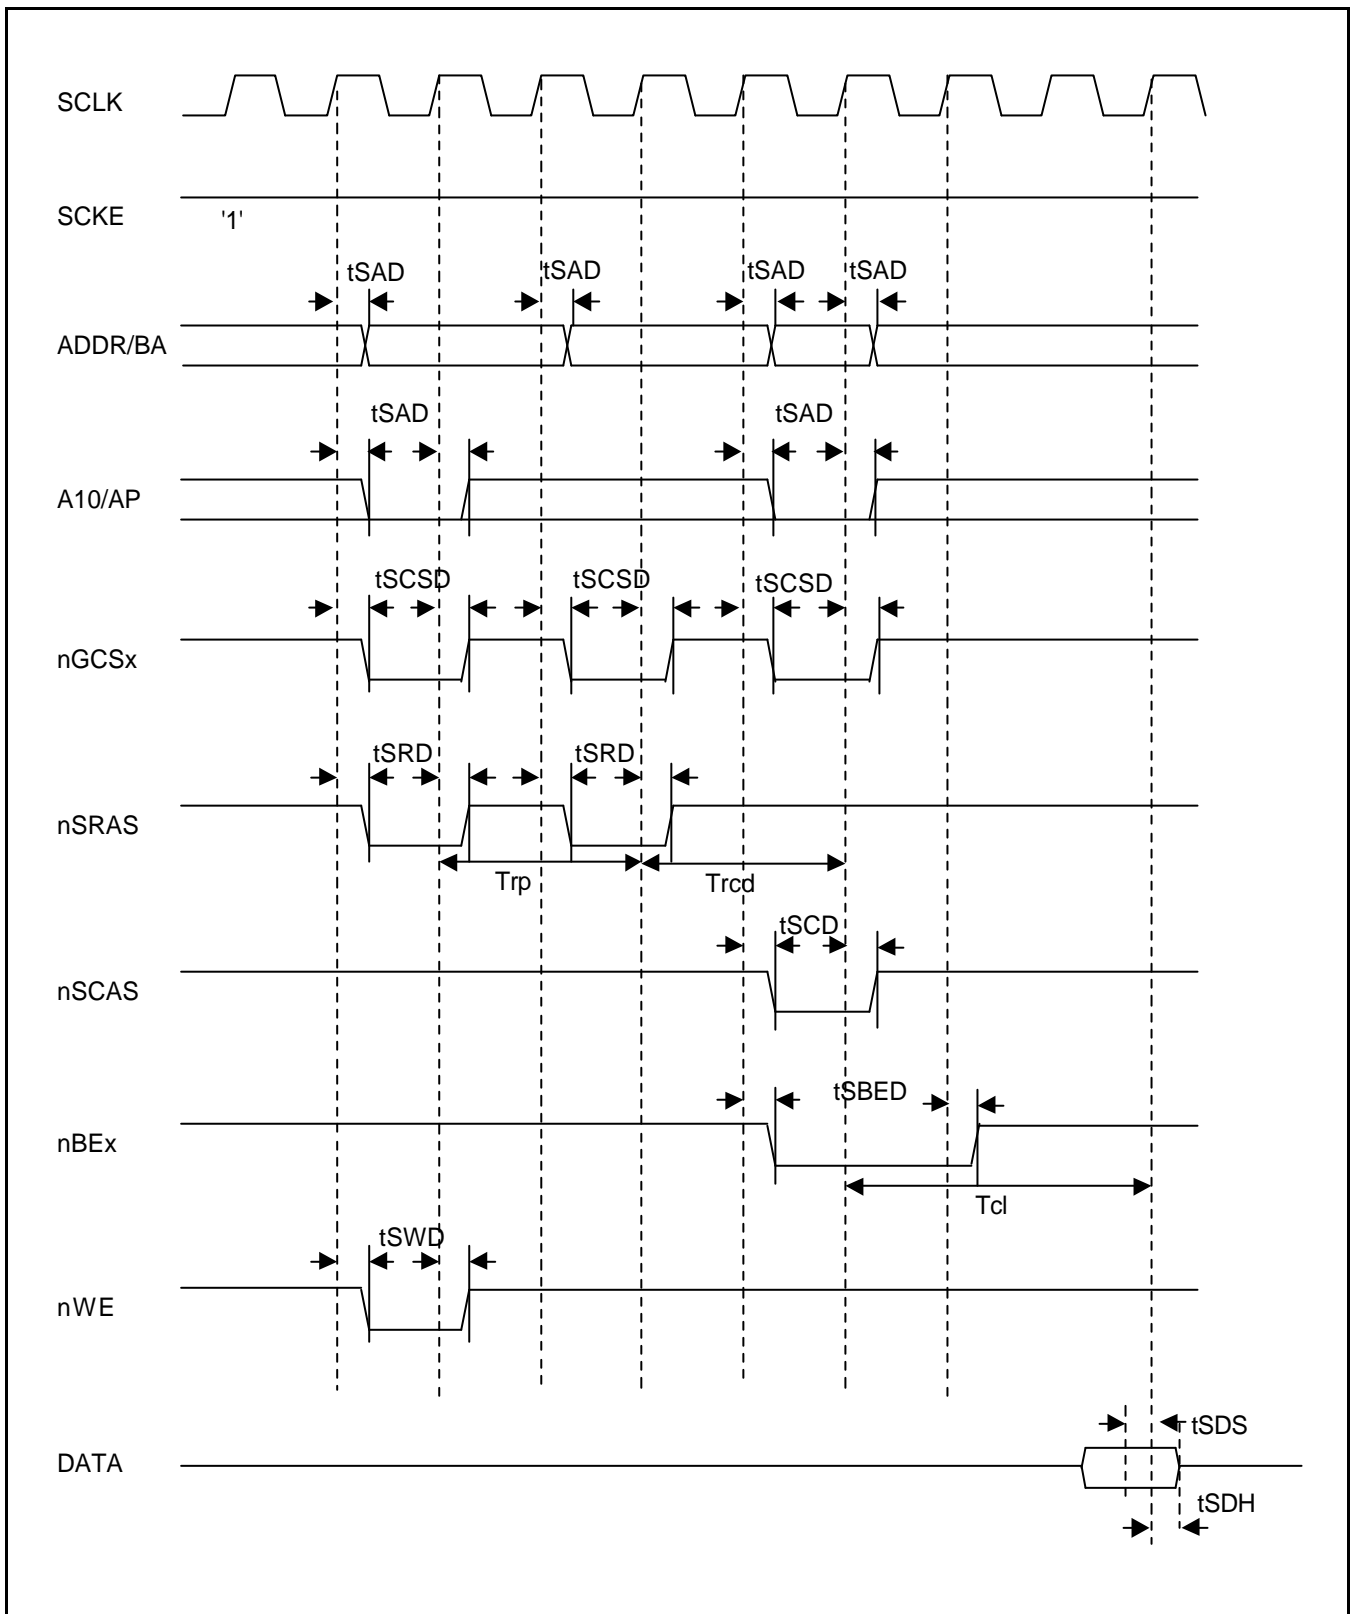 SCLK
SCKE '1'
tSAD tSAD tSAD tSAD
ADDR/BA
tSAD tSAD
A10/AP
tSCSD tSCSD tSCSD
nGCSx
tSRD tSRD
nSRAS
Trp Trcd
tSCD
nSCAS
tSBED
nBEx
Tcl
tSWD
nWE
tSDS
DATA
tSDH